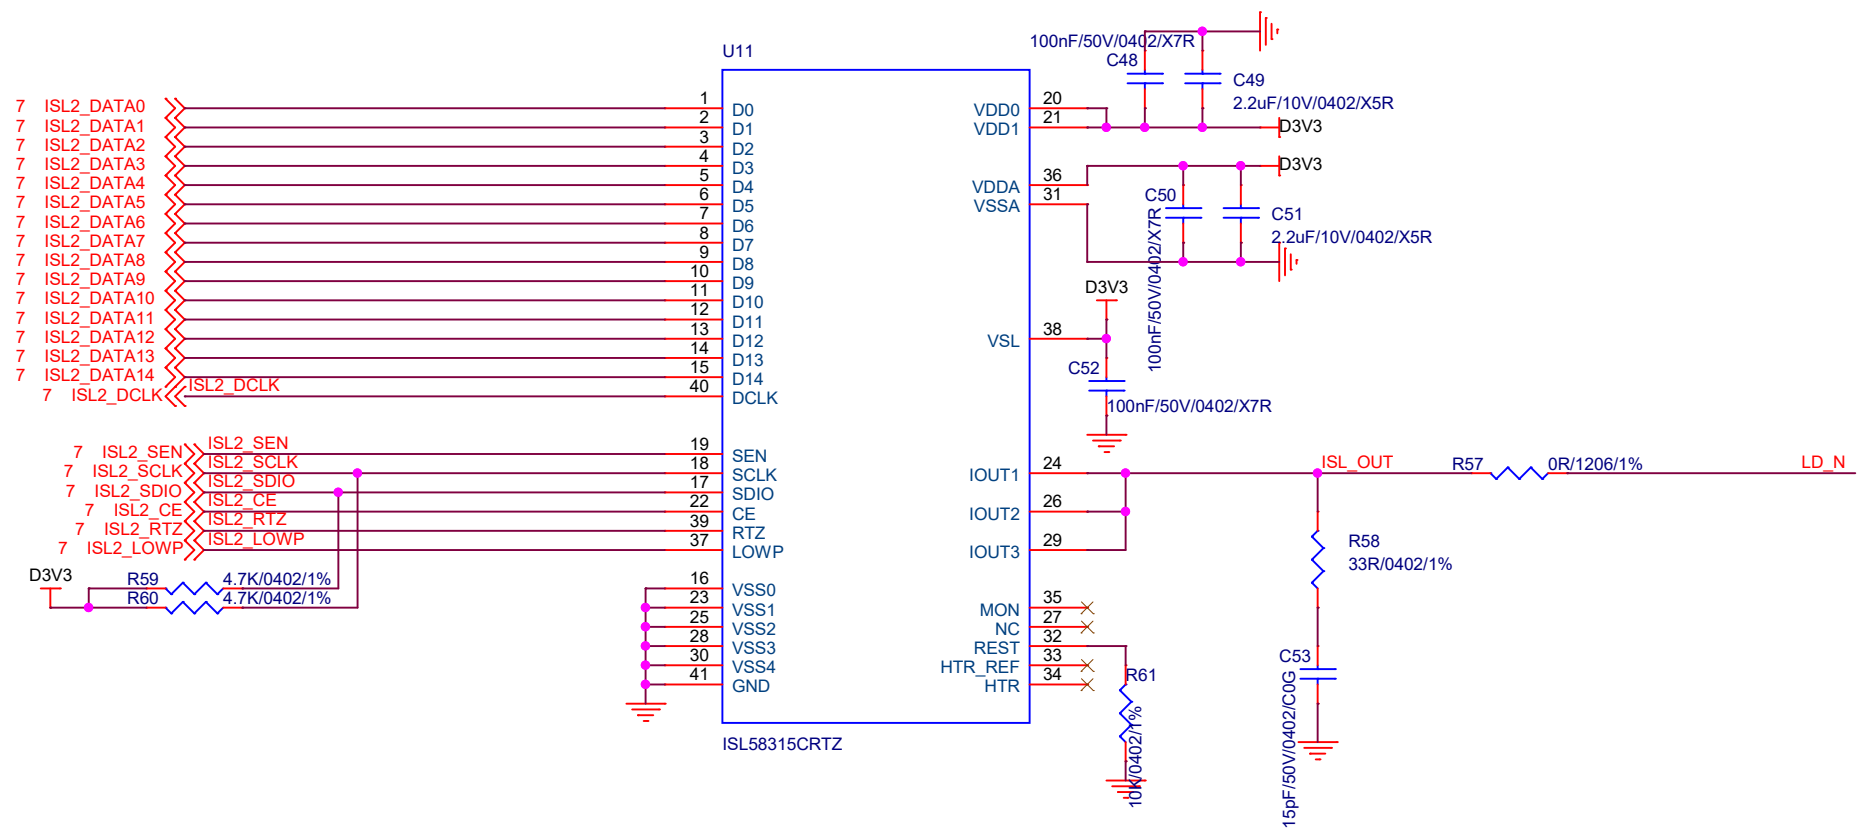 U11
7 ISL2_DATA0
7 ISL2_DATA1
7 ISL2_DATA2
7 ISL2_DATA3
7 ISL2_DATA4
7 ISL2_DATA5
7 ISL2_DATA6
7 ISL2_DATA7
7 ISL2_DATA8
7 ISL2_DATA9
7 ISL2_DATA10
7 ISL2_DATA11
7 ISL2_DATA12
7 ISL2_DATA13
7 ISL2_DATA14
7 ISL2_DCLK ISL2_DCLK
7 ISL2_SEN ISL2_SEN
7 ISL2_SCLK ISL2_SCLK
7 ISL2_SDIO ISL2_SDIO
7 ISL2_CE ISL2_CE
7 ISL2_RTZ ISL2_RTZ
7 ISL2_LOWP ISL2_LOWP
D3V3
R59 4.7K/0402/1%
R60 4.7K/0402/1%
1 D0
2 D1
3 D2
4 D3
5 D4
6 D5
7 D6
8 D7
9 D8
10 D9
11 D10
12 D11
13 D12
14 D13
15 D14
40 DCLK
19 SEN
18 SCLK
17 SDIO
22 CE
39 RTZ
37 LOWP
16 VSS0
23 VSS1
25 VSS2
28 VSS3
30 VSS4
41 GND
ISL58315CRTZ
VDD0 20
VDD1 21
VDDA 36
VSSA 31
VSL 38
IOUT1 24
IOUT2 26
IOUT3 29
MON 35
NC 27
REST 32
HTR_REF 33
HTR 34
100nF/50V/0402/X7R
C48
C49
2.2uF/10V/0402/X5R
D3V3
D3V3
C50
100nF/50V/0402/X7R
C51
2.2uF/10V/0402/X5R
D3V3
C52
100nF/50V/0402/X7R
ISL_OUT
R57 0R/1206/1%
LD_N
R58
33R/0402/1%
C53
15pF/50V/0402/C0G
R61
10K/0402/1%